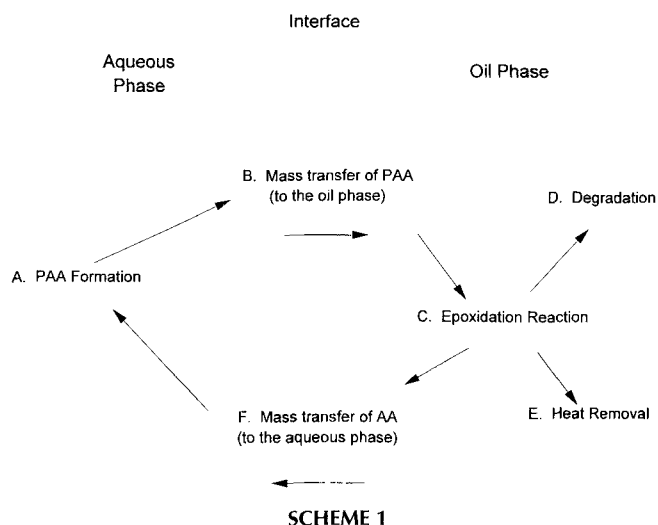 Interface
Aqueous
Phase
Oil Phase
B. Mass transfer of PAA
(to the oil phase)
D. Degradation
A. PAA Formation
C. Epoxidation Reaction
F. Mass transfer of AA
(to the aqueous phase)
E. Heat Removal
SCHEME 1